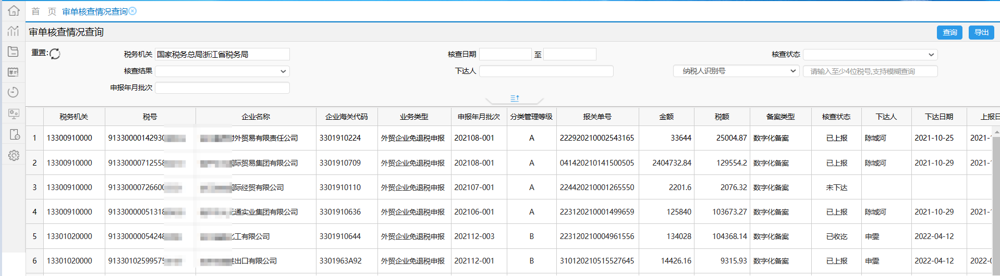 首 页 审单核查情况查询
审单核查情况查询 查询 导出
重置: 税务机关 国家税务总局浙江省税务局 核查日期 至 核查状态
核查结果 下达人 纳税人识别号 请输入至少4位税号,支持模糊查询
申报年月批次
税务机关 税号 企业名称 企业海关代码 业务类型 申报年月批次 分类管理等级 报关单号 金额 税额 备案类型 核查状态 下达人 下达日期 上报日
1 13300910000 91330000142930 外贸易有限责任公司 3301910224 外贸企业免退税申报 202108-001 A 222920210002543165 33644 25004.87 数字化备案 已上报 陈城河 2021-10-25 2021-1
2 13300910000 91330000712558 国际贸易集团有限公司 3301910709 外贸企业免退税申报 202108-001 A 041420210141500505 2404732.84 129554.2 数字化备案 已上报 陈城河 2021-10-29 2021-1
3 13300910000 91330000726600 国际经贸有限公司 3301910110 外贸企业免退税申报 202107-001 A 224420210001265550 2201.6 2076.32 数字化备案 未下达
4 13300910000 91330000051318 通实业集团有限公司 3301910636 外贸企业免退税申报 202106-001 A 223120210001499659 125840 103673.27 数字化备案 已上报 陈城河 2021-10-29 2021-1
5 13301020000 91330000054248 工有限公司 3301910644 外贸企业免退税申报 202112-003 B 223120210004961556 134028 104368.14 数字化备案 已收讫 申雯 2022-04-12
6 13301020000 91330102599575 进出口有限公司 3301963A92 外贸企业免退税申报 202112-001 B 310120210515527645 14426.16 9315.93 数字化备案 已上报 申雯 2022-04-12 2022-0